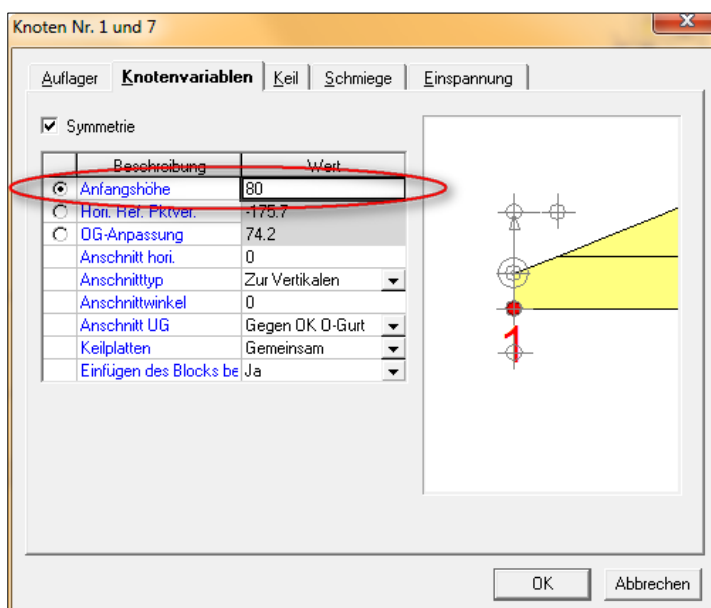 Knoten Nr. 1 und 7
Auflager Knotenvariablen Keil Schmiege Einspannung
Symmetrie
Beschreibung Wert
Anfangshöhe 80
Hori. Ref. Pktver. -175.7
OG-Anpassung 74.2
Anschnitt hori. 0
Anschnitttyp Zur Vertikalen
Anschnittwinkel 0
Anschnitt UG Gegen OK O-Gurt
Keilplatten Gemeinsam
Einfügen des Blocks be Ja
1
OK Abbrechen